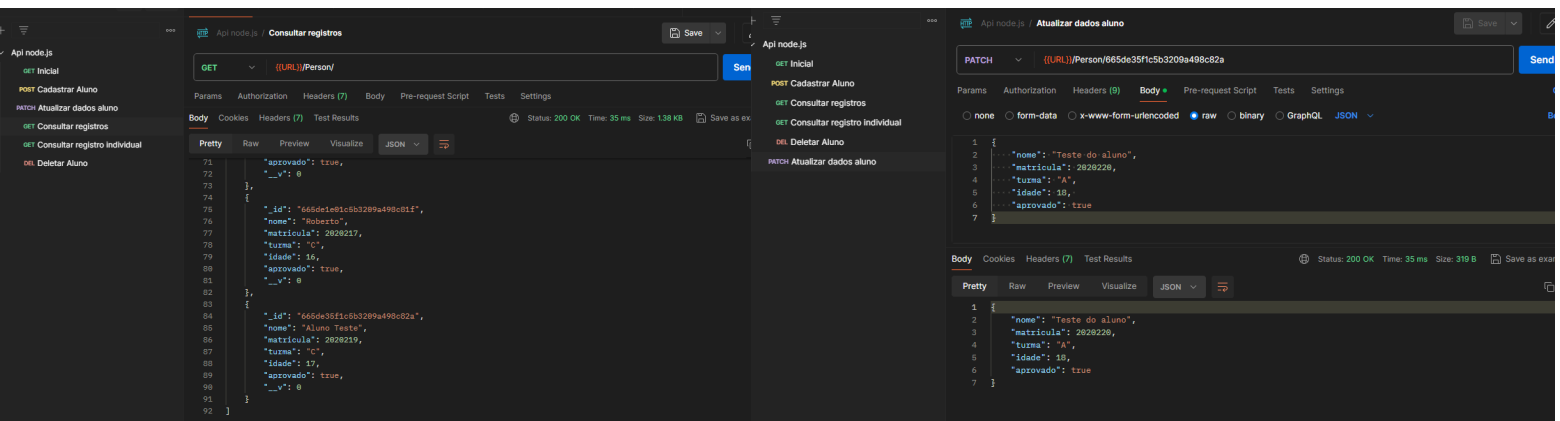 Api node.js
GET Inicial
POST Cadastrar Aluno
PATCH Atualizar dados aluno
GET Consultar registros
GET Consultar registro individual
DEL Deletar Aluno
HTTP Api node.js / Consultar registros
Save
GET {{URL}}/Person/
Params Authorization Headers (7) Body Pre-request Script Tests Settings
Body Cookies Headers (7) Test Results
Status: 200 OK Time: 35 ms Size: 1.38 KB Save as
Pretty Raw Preview Visualize JSON
71 "aprovado": true,
72 "__v": 0
73 },
74 {
75 "_id": "665de1e01c5b3209a498c81f",
76 "nome": "Roberto",
77 "matricula": 2020217,
78 "turma": "C",
79 "idade": 16,
80 "aprovado": true,
81 "__v": 0
82 },
83 {
84 "_id": "665de35f1c5b3209a498c82a",
85 "nome": "Aluno Teste",
86 "matricula": 2020219,
87 "turma": "C",
88 "idade": 17,
89 "aprovado": true,
90 "__v": 0
91 }
92 ]
Api node.js
GET Inicial
POST Cadastrar Aluno
GET Consultar registros
GET Consultar registro individual
DEL Deletar Aluno
PATCH Atualizar dados aluno
HTTP Api node.js / Atualizar dados aluno
Save
PATCH {{URL}}/Person/665de35f1c5b3209a498c82a
Send
Params Authorization Headers (9) Body Pre-request Script Tests Settings
none form-data x-www-form-urlencoded raw binary GraphQL JSON
1 {
2 "nome": "Teste do aluno",
3 "matricula": 2020220,
4 "turma": "A",
5 "idade": 18,
6 "aprovado": true
7 }
Body Cookies Headers (7) Test Results
Status: 200 OK Time: 35 ms Size: 319 B Save as
Pretty Raw Preview Visualize JSON
1 {
2 "nome": "Teste do aluno",
3 "matricula": 2020220,
4 "turma": "A",
5 "idade": 18,
6 "aprovado": true
7 }